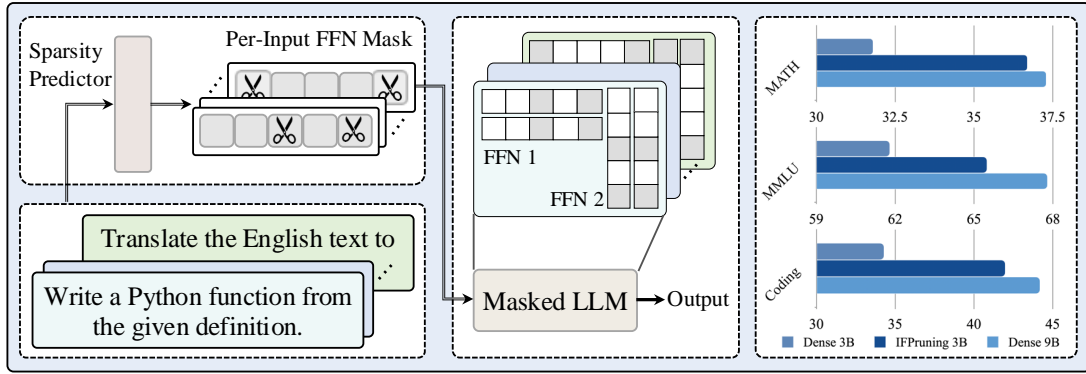 Sparsity
Predictor
Per-Input FFN Mask
Translate the English text to
Write a Python function from
the given definition.
FFN 1
FFN 2
Masked LLM
Output
MATH
30 32.5 35 37.5
MMLU
59 62 65 68
Coding
30 35 40 45
Dense 3B IFPruning 3B Dense 9B